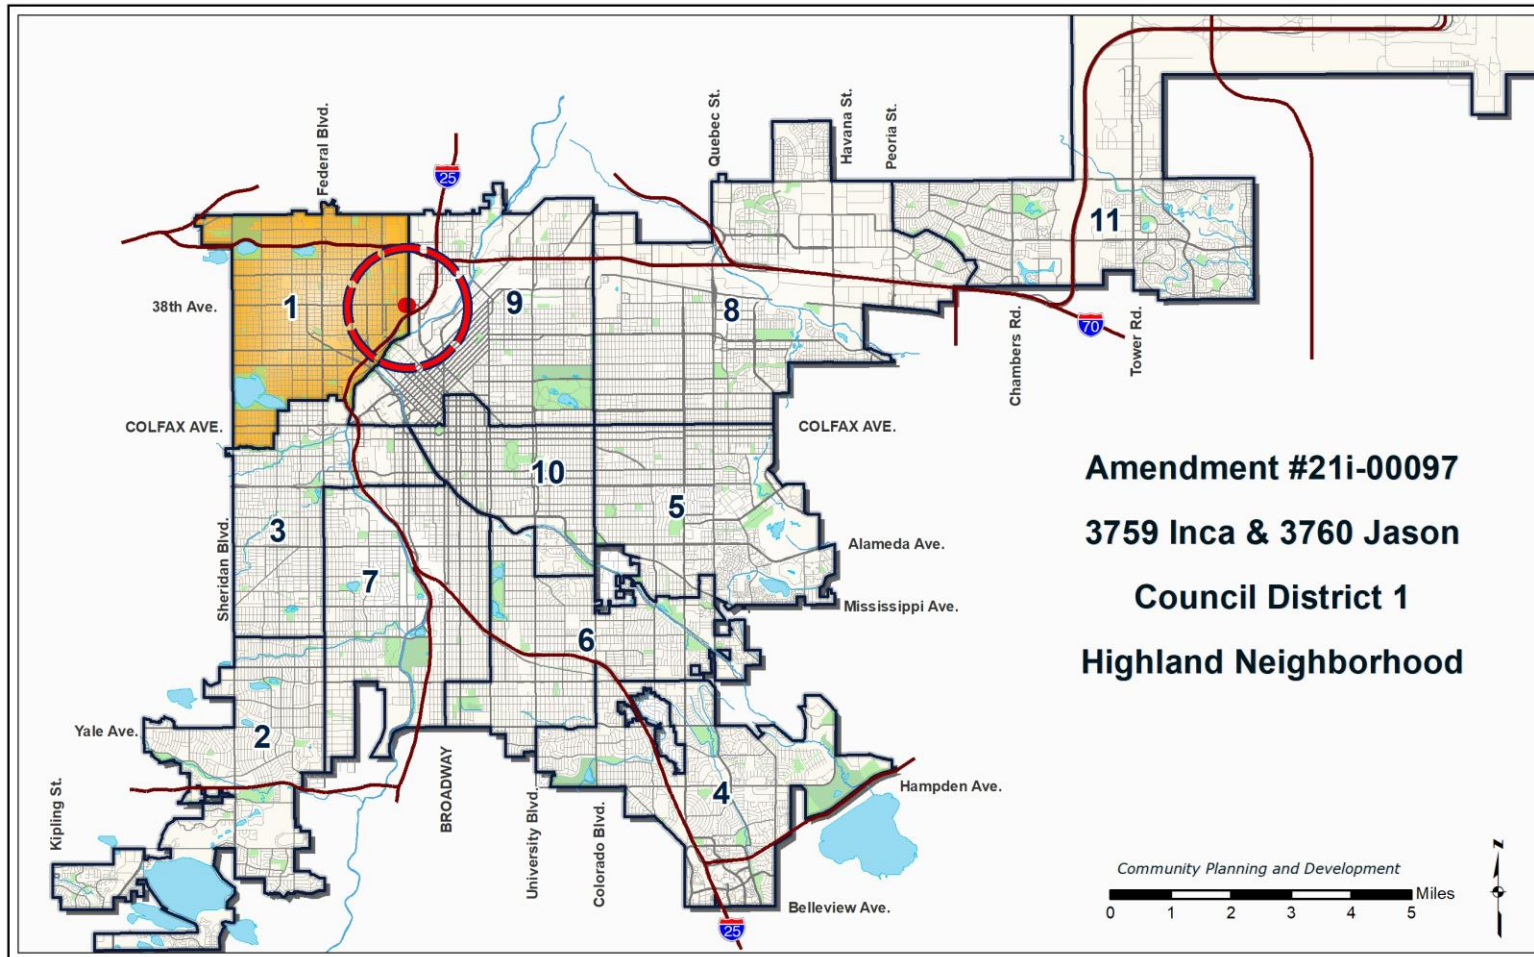 Federal Blvd.
Quebec St.
Havana St.
Peoria St.
25
11
38th Ave.
1
9
8
70
Chambers Rd.
Tower Rd.
COLFAX AVE.
COLFAX AVE.
10
5
3
7
Sheridan Blvd.
Alameda Ave.
Mississippi Ave.
6
Yale Ave.
2
4
Hampden Ave.
Kipling St.
BROADWAY
University Blvd.
Colorado Blvd.
Belleview Ave.
25
Amendment #21i-00097
3759 Inca & 3760 Jason
Council District 1
Highland Neighborhood
Community Planning and Development
Miles
0 1 2 3 4 5
N